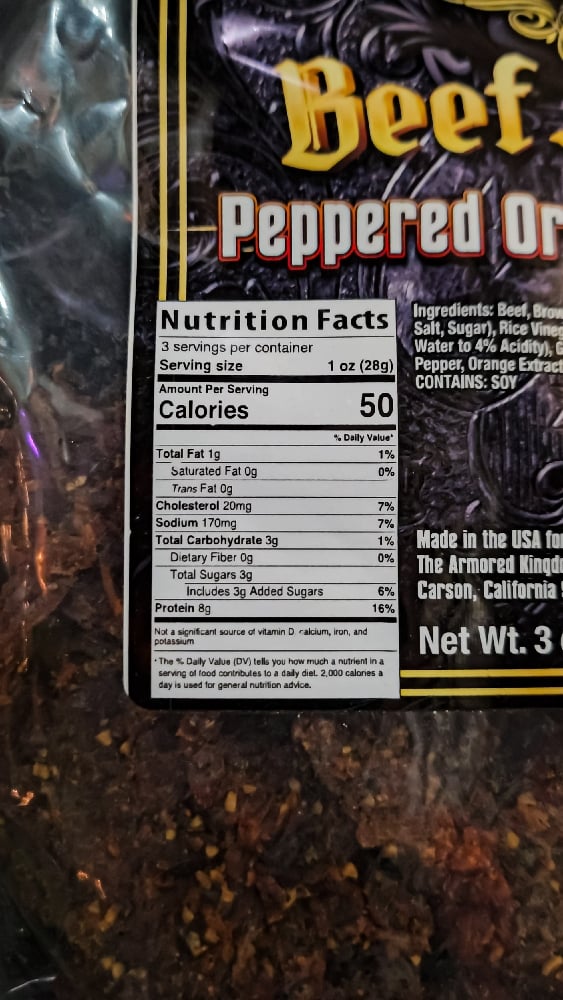 Beef
Peppered Or
Nutrition Facts
3 servings per container
Serving size 1 oz (28g)
Amount Per Serving
Calories 50
% Daily Value*
Total Fat 1g 1%
Saturated Fat 0g 0%
Trans Fat 0g
Cholesterol 20mg 7%
Sodium 170mg 7%
Total Carbohydrate 3g 1%
Dietary Fiber 0g 0%
Total Sugars 3g
Includes 3g Added Sugars 6%
Protein 8g 16%
Not a significant source of vitamin D, calcium, iron, and
potassium
* The % Daily Value (DV) tells you how much a nutrient in a
serving of food contributes to a daily diet. 2,000 calories a
day is used for general nutrition advice.
Ingredients: Beef, Brow
Salt, Sugar), Rice Vineg
Water to 4% Acidity), G
Pepper, Orange Extract
CONTAINS: SOY
Made in the USA for
The Armored Kingdo
Carson, California
Net Wt. 3